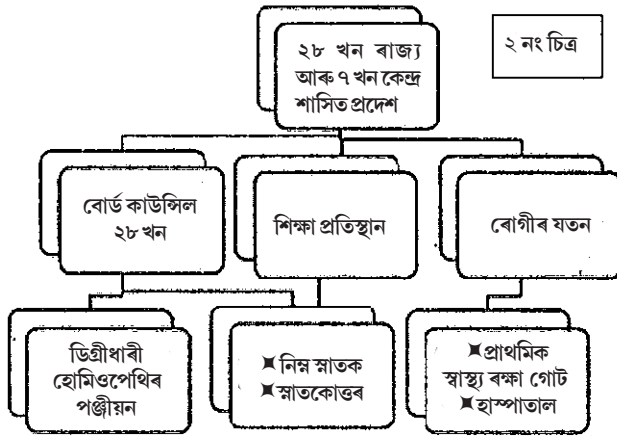 ২৮ খন ৰাজ্য
আৰু ৭ খন কেন্দ্ৰ
শাসিত প্ৰদেশ
২ নং চিত্ৰ
বোৰ্ড কাউন্সিল
২৮ খন
শিক্ষা প্ৰতিস্থান
ৰোগীৰ যতন
ডিগ্ৰীধাৰী
হোমিওপেথিৰ
পঞ্জীয়ন
✦নিম্ন স্নাতক
✦স্নাতকোত্তৰ
✦প্ৰাথমিক
স্বাস্থ্য ৰক্ষা গোট
✦হাস্পাতাল